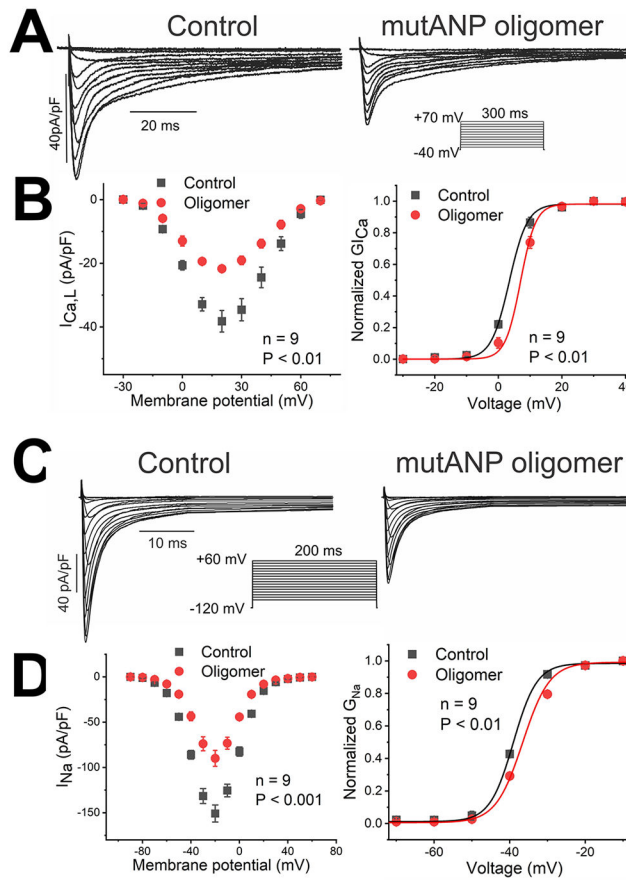 A
Control
mutANP oligomer
40pA/pF
20 ms
+70 mV
300 ms
-40 mV
B
Control
Oligomer
0
-20
-40
I Ca,L (pA/pF)
n = 9
P < 0.01
-30
0
30
60
Membrane potential (mV)
Control
Oligomer
1.0
0.8
0.6
0.4
0.2
0.0
Normalized GICa
n = 9
P < 0.01
-20
0
20
40
Voltage (mV)
C
Control
mutANP oligomer
40 pA/pF
10 ms
+60 mV
200 ms
-120 mV
D
Control
Oligomer
0
-50
-100
-150
INa (pA/pF)
n = 9
P < 0.001
-80
-40
0
40
80
Membrane potential (mV)
Control
Oligomer
1.0
0.8
0.6
0.4
0.2
0.0
Normalized GNa
n = 9
P < 0.01
-60
-40
-20
Voltage (mV)